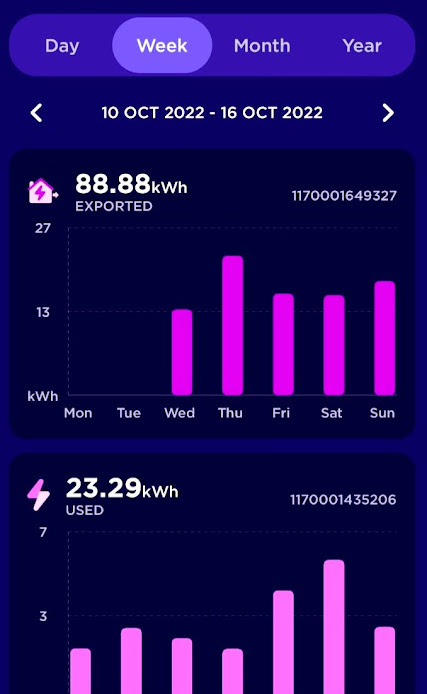 Day Week Month Year
10 OCT 2022 - 16 OCT 2022
88.88kWh
EXPORTED
1170001649327
27
13
kWh
Mon Tue Wed Thu Fri Sat Sun
23.29kWh
USED
1170001435206
7
3